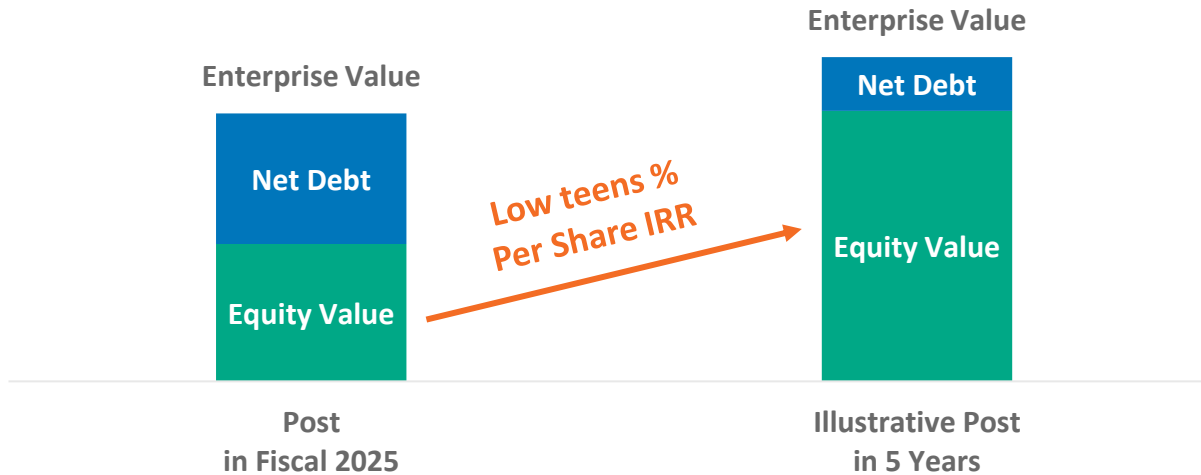 Enterprise Value
Net Debt
Equity Value
Post
in Fiscal 2025
Low teens %
Per Share IRR
Enterprise Value
Net Debt
Equity Value
Illustrative Post
in 5 Years